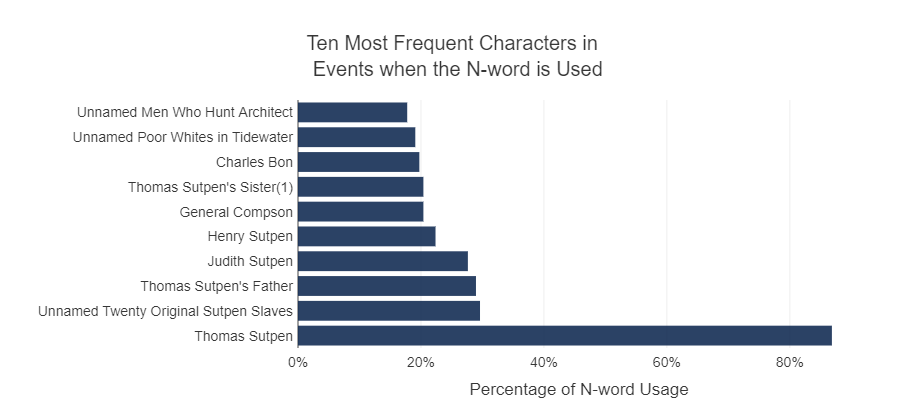 Ten Most Frequent Characters in
Events when the N-word is Used
Unnamed Men Who Hunt Architect
Unnamed Poor Whites in Tidewater
Charles Bon
Thomas Sutpen's Sister(1)
General Compson
Henry Sutpen
Judith Sutpen
Thomas Sutpen's Father
Unnamed Twenty Original Sutpen Slaves
Thomas Sutpen
0% 20% 40% 60% 80%
Percentage of N-word Usage